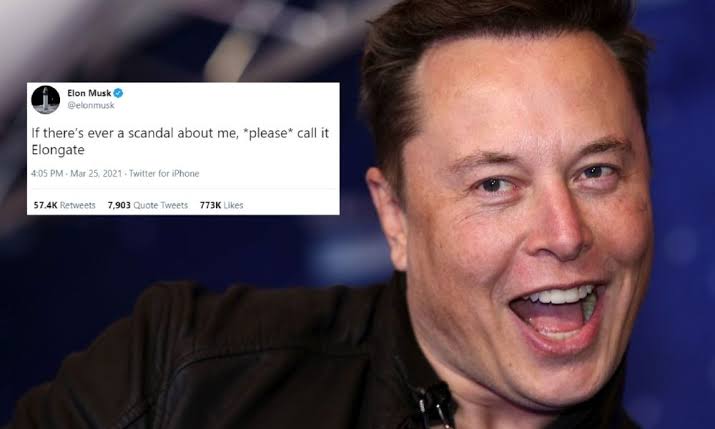 Elon Musk
@elonmusk
If there's ever a scandal about me, *please* call it
Elongate
4:05 PM · Mar 25, 2021 · Twitter for iPhone
57.4K Retweets 7,903 Quote Tweets 773K Likes